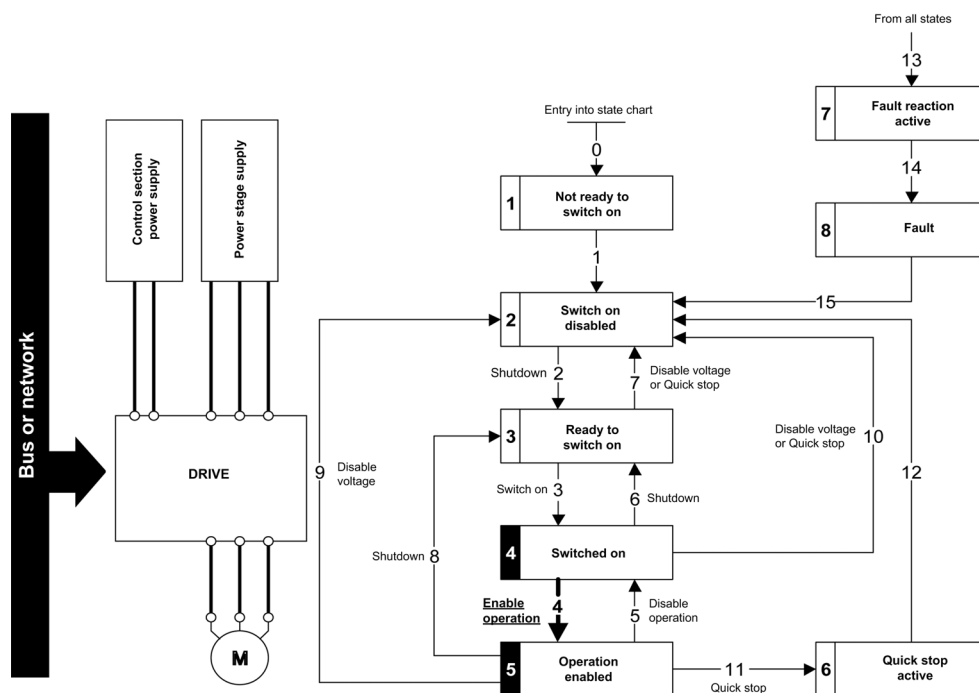 Bus or network
Control section
power supply
Power stage supply
DRIVE
M
From all states
13
7
Fault reaction
active
14
8
Fault
15
Entry into state chart
0
1
Not ready to
switch on
1
2
Switch on
disabled
Shutdown
2
7
Disable voltage
or Quick stop
3
Ready to
switch on
Switch on
3
6
Shutdown
4
Switched on
Enable
operation
4
5
Disable
operation
5
Operation
enabled
9
Disable
voltage
Shutdown
8
Disable voltage
or Quick stop
10
12
11
Quick stop
6
Quick stop
active